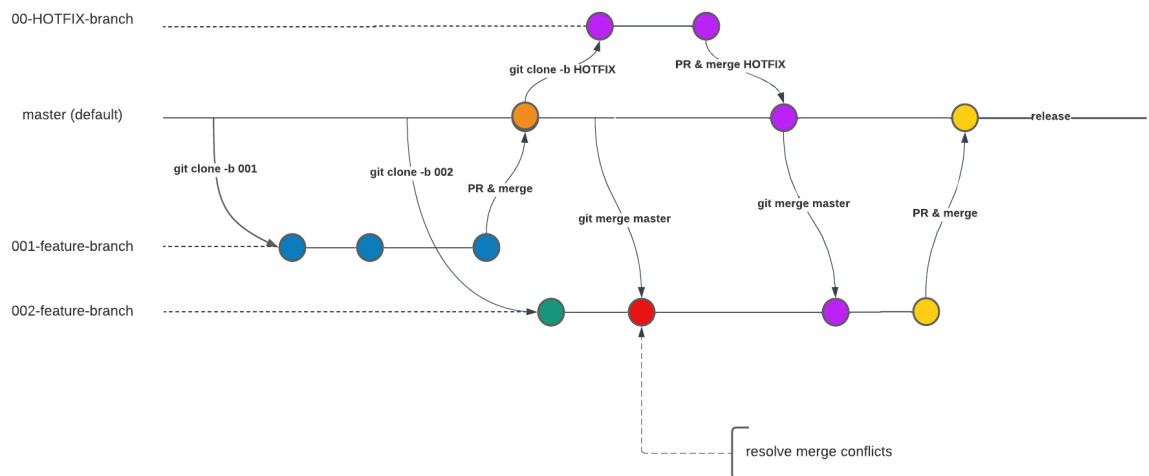 00-HOTFIX-branch
git clone -b HOTFIX
PR & merge HOTFIX
master (default)
release
git clone -b 001
git clone -b 002
PR & merge
git merge master
git merge master
PR & merge
001-feature-branch
002-feature-branch
resolve merge conflicts